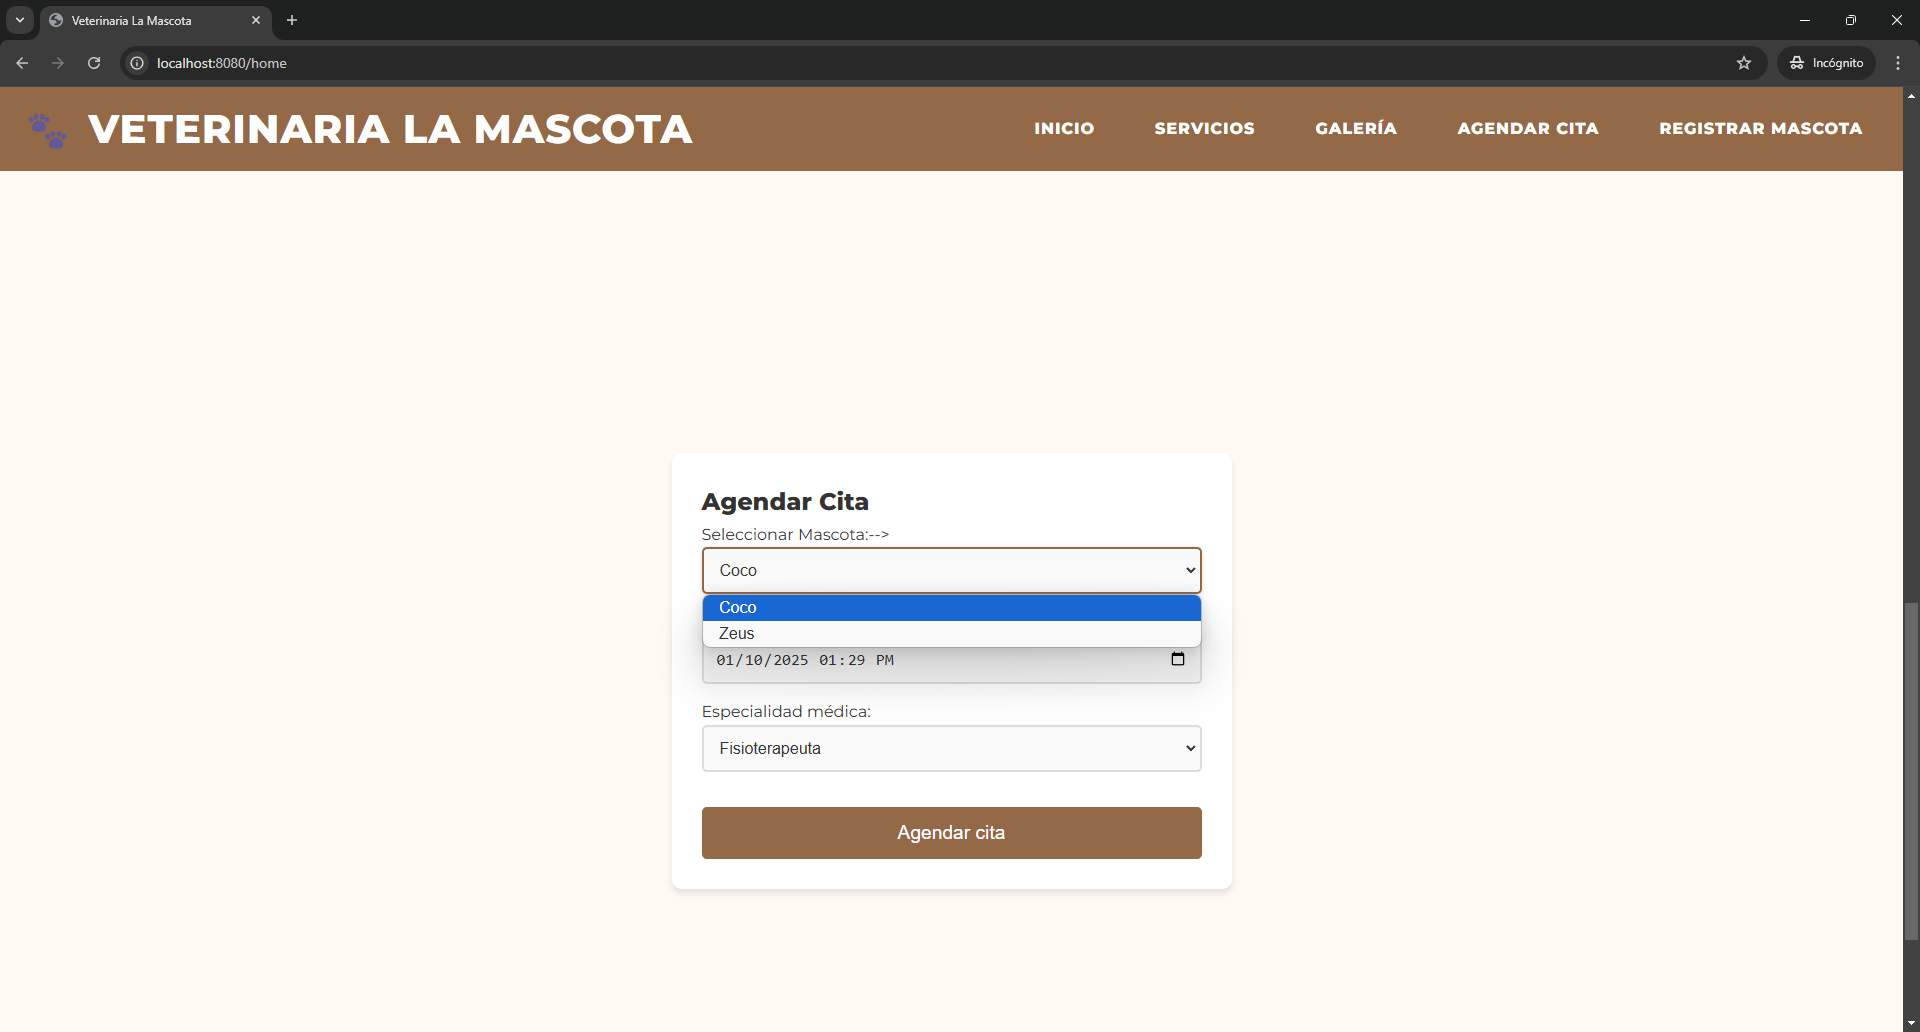 Veterinaria La Mascota
localhost:8080/home
Incógnito
VETERINARIA LA MASCOTA
INICIO SERVICIOS GALERÍA AGENDAR CITA REGISTRAR MASCOTA
Agendar Cita
Seleccionar Mascota:-->
Coco
Coco
Zeus
01/10/2025 01:29 PM
Especialidad médica:
Fisioterapeuta
Agendar cita